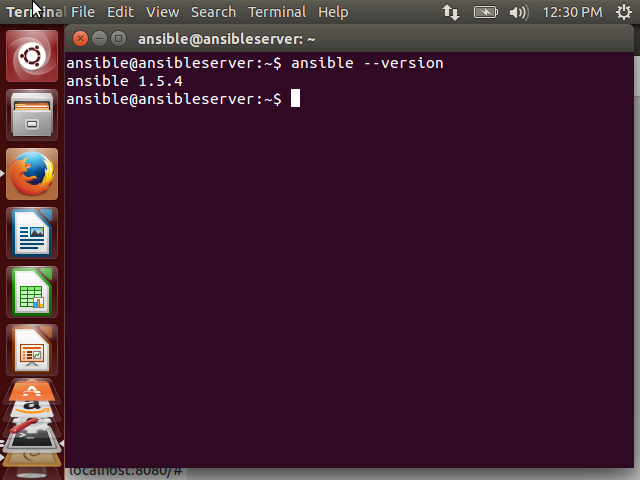 Terminal File Edit View Search Terminal Help 12:30 PM
ansible@ansibleserver: ~
ansible@ansibleserver:~$ ansible --version
ansible 1.5.4
ansible@ansibleserver:~$
localhost:8080/#